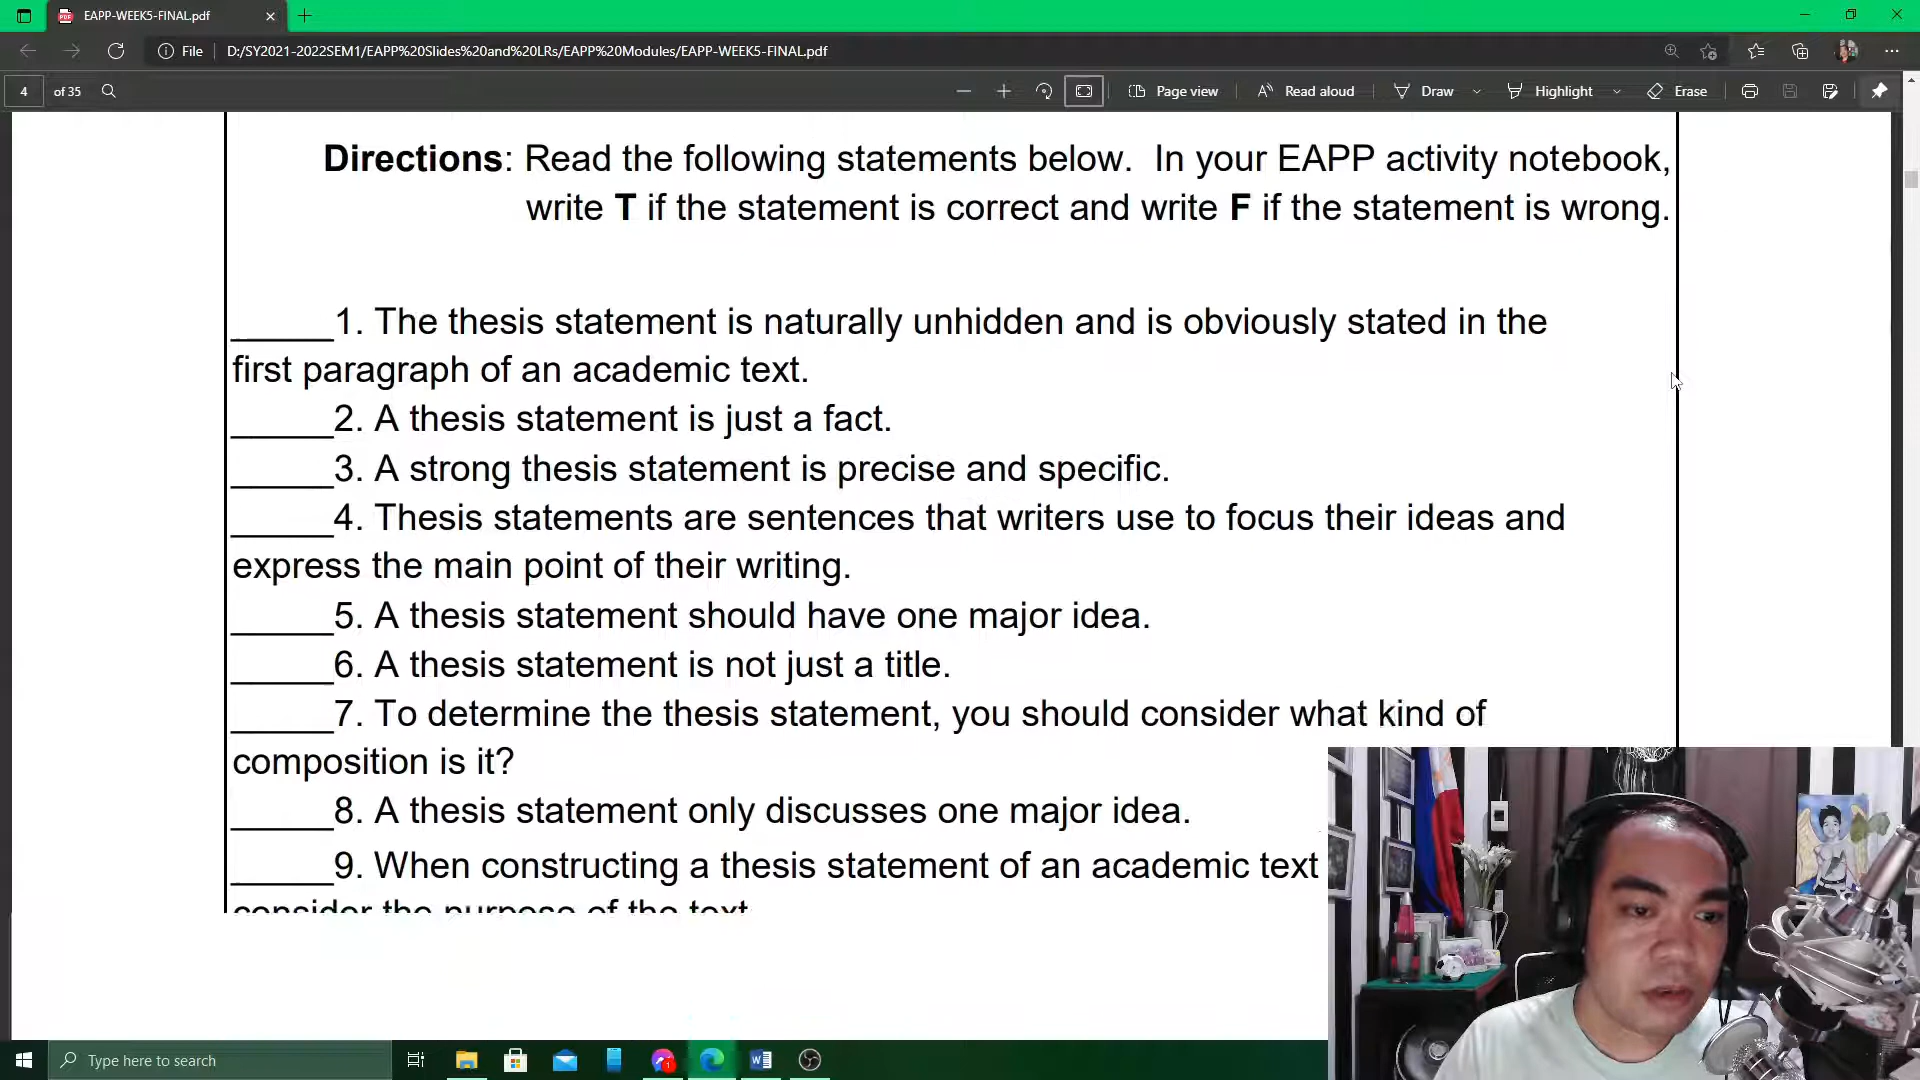 EAPP-WEEK5-FINAL.pdf
File D:/SY2021-2022SEM1/EAPP%20Slides%20and%20LRs/EAPP%20Modules/EAPP-WEEK5-FINAL.pdf
4 of 35 Page view Read aloud Draw Highlight Erase
Directions: Read the following statements below. In your EAPP activity notebook,
write T if the statement is correct and write F if the statement is wrong.
_____1. The thesis statement is naturally unhidden and is obviously stated in the
first paragraph of an academic text.
_____2. A thesis statement is just a fact.
_____3. A strong thesis statement is precise and specific.
_____4. Thesis statements are sentences that writers use to focus their ideas and
express the main point of their writing.
_____5. A thesis statement should have one major idea.
_____6. A thesis statement is not just a title.
_____7. To determine the thesis statement, you should consider what kind of
composition is it?
_____8. A thesis statement only discusses one major idea.
_____9. When constructing a thesis statement of an academic text
consider the purpose of the text
Type here to search